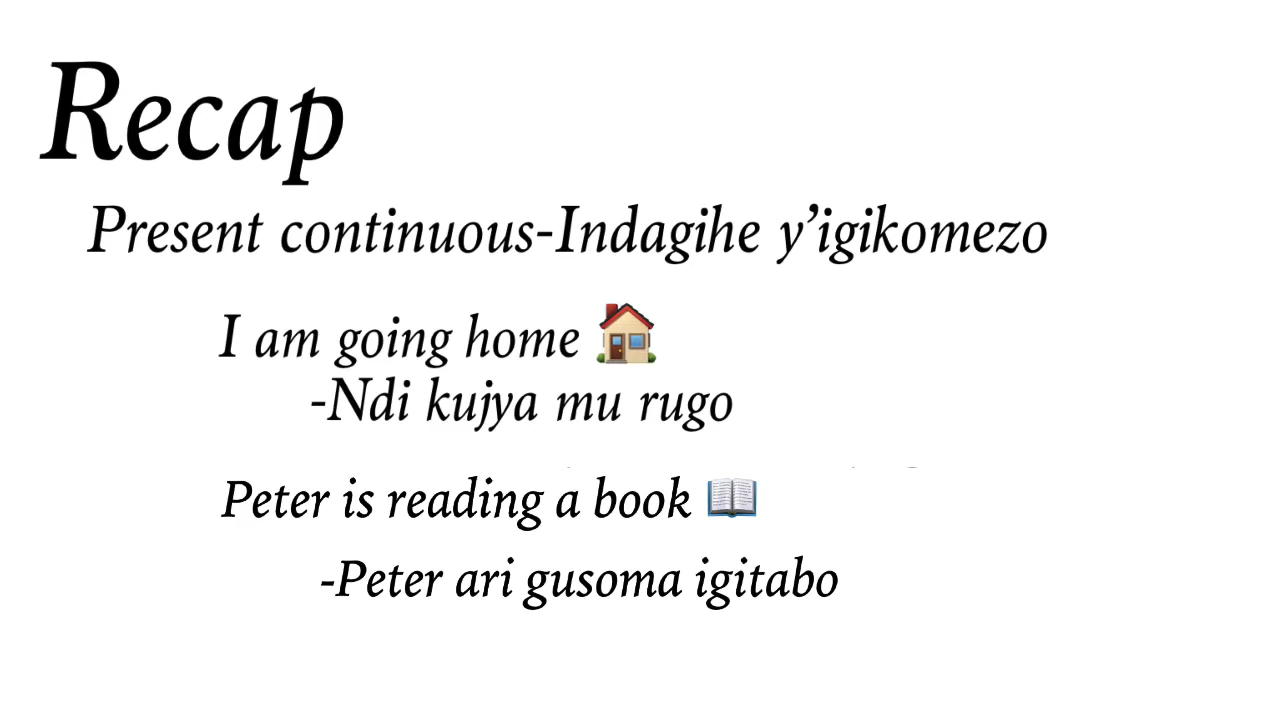 Recap
Present continuous-Indagihe y’igikomezo
I am going home
-Ndi kujya mu rugo
Peter is reading a book
-Peter ari gusoma igitabo